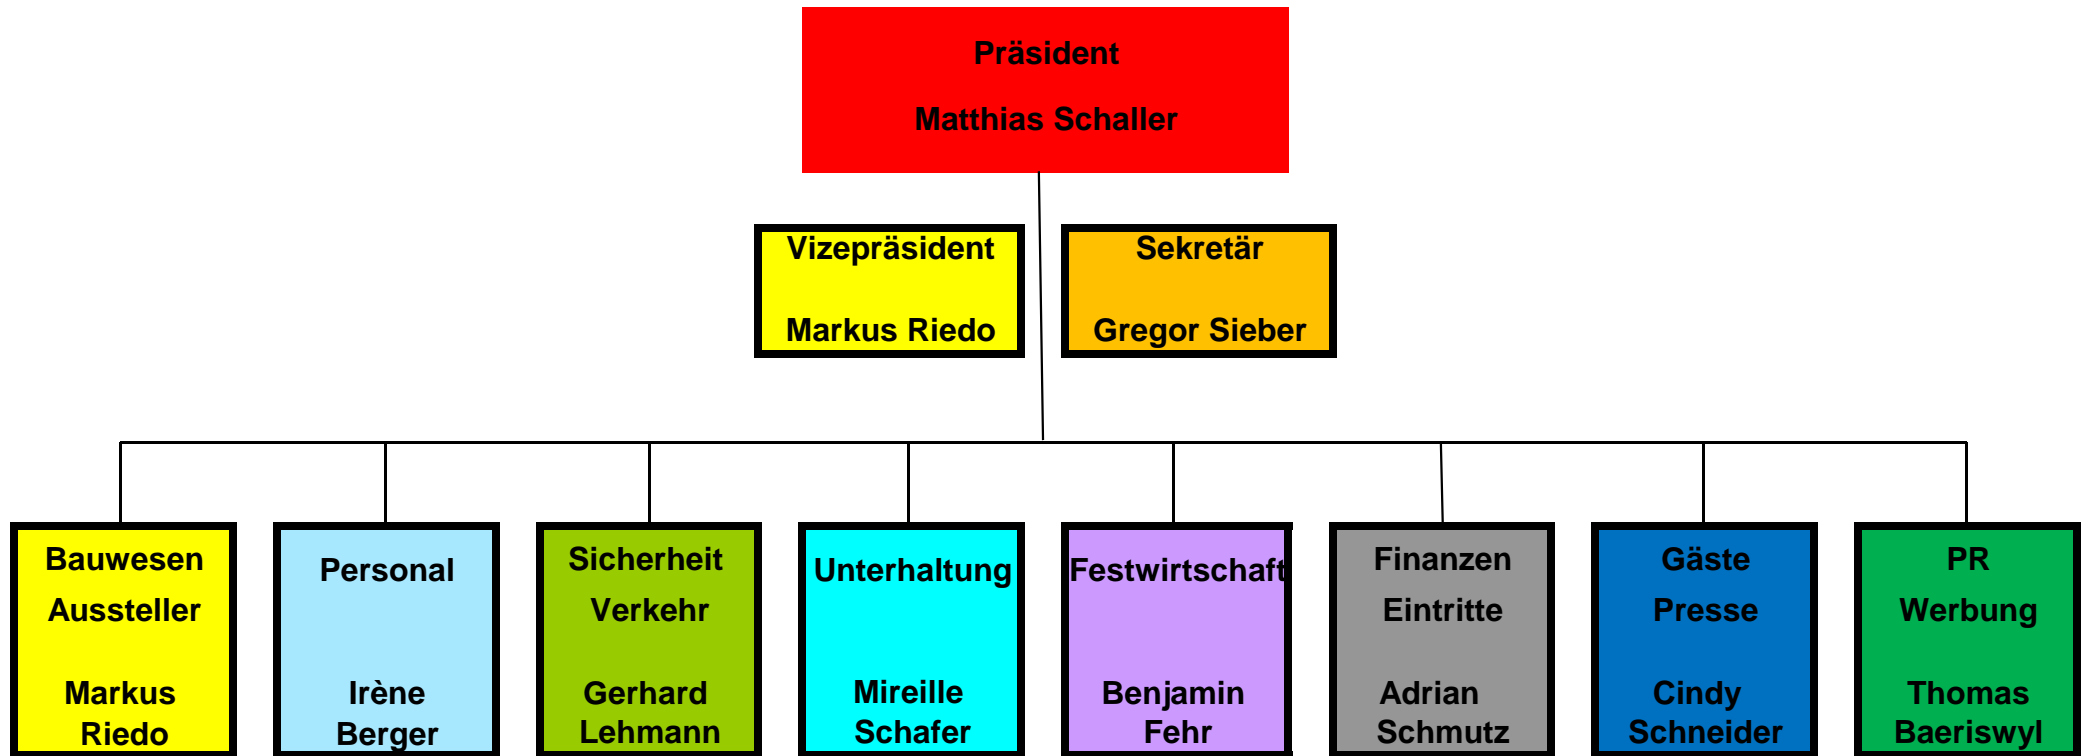 Präsident
Matthias Schaller
Vizepräsident
Markus Riedo
Sekretär
Gregor Sieber
Bauwesen
Aussteller
Markus
Riedo
Personal
Irène
Berger
Sicherheit
Verkehr
Gerhard
Lehmann
Unterhaltung
Mireille
Schafer
Festwirtschaft
Benjamin
Fehr
Finanzen
Eintritte
Adrian
Schmutz
Gäste
Presse
Cindy
Schneider
PR
Werbung
Thomas
Baeriswyl